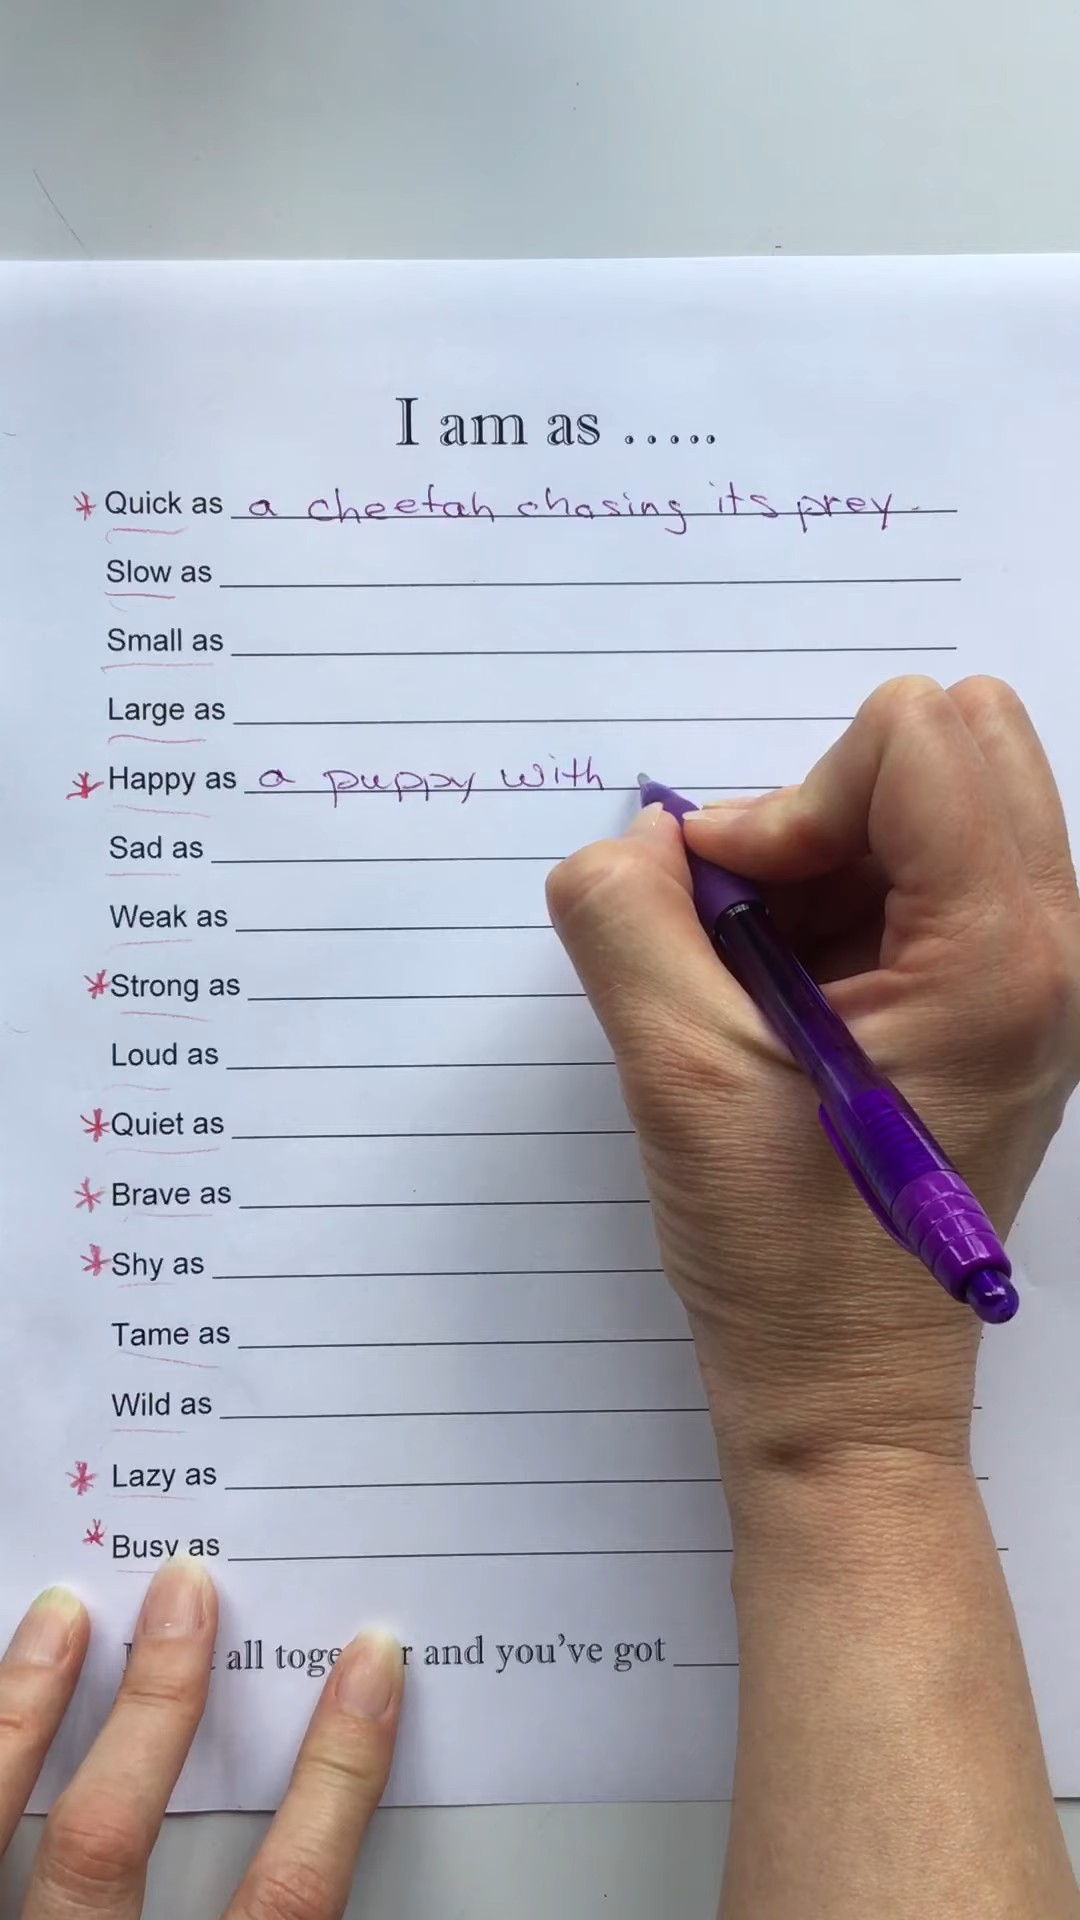 I am as .....
* Quick as a cheetah chasing its prey.
Slow as
Small as
Large as
* Happy as a puppy with
Sad as
Weak as
* Strong as
Loud as
* Quiet as
* Brave as
* Shy as
Tame as
Wild as
* Lazy as
* Busy as
all and you've got